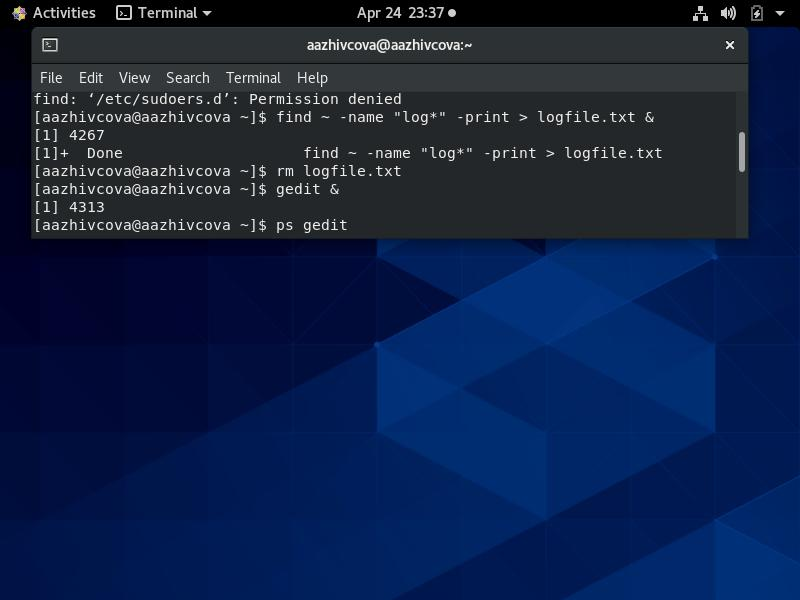 Activities Terminal Apr 24 23:37
aazhivcova@aazhivcova:~
File Edit View Search Terminal Help
find: ‘/etc/sudoers.d’: Permission denied
[aazhivcova@aazhivcova ~]$ find ~ -name "log*" -print > logfile.txt &
[1] 4267
[1]+  Done                    find ~ -name "log*" -print > logfile.txt
[aazhivcova@aazhivcova ~]$ rm logfile.txt
[aazhivcova@aazhivcova ~]$ gedit &
[1] 4313
[aazhivcova@aazhivcova ~]$ ps gedit